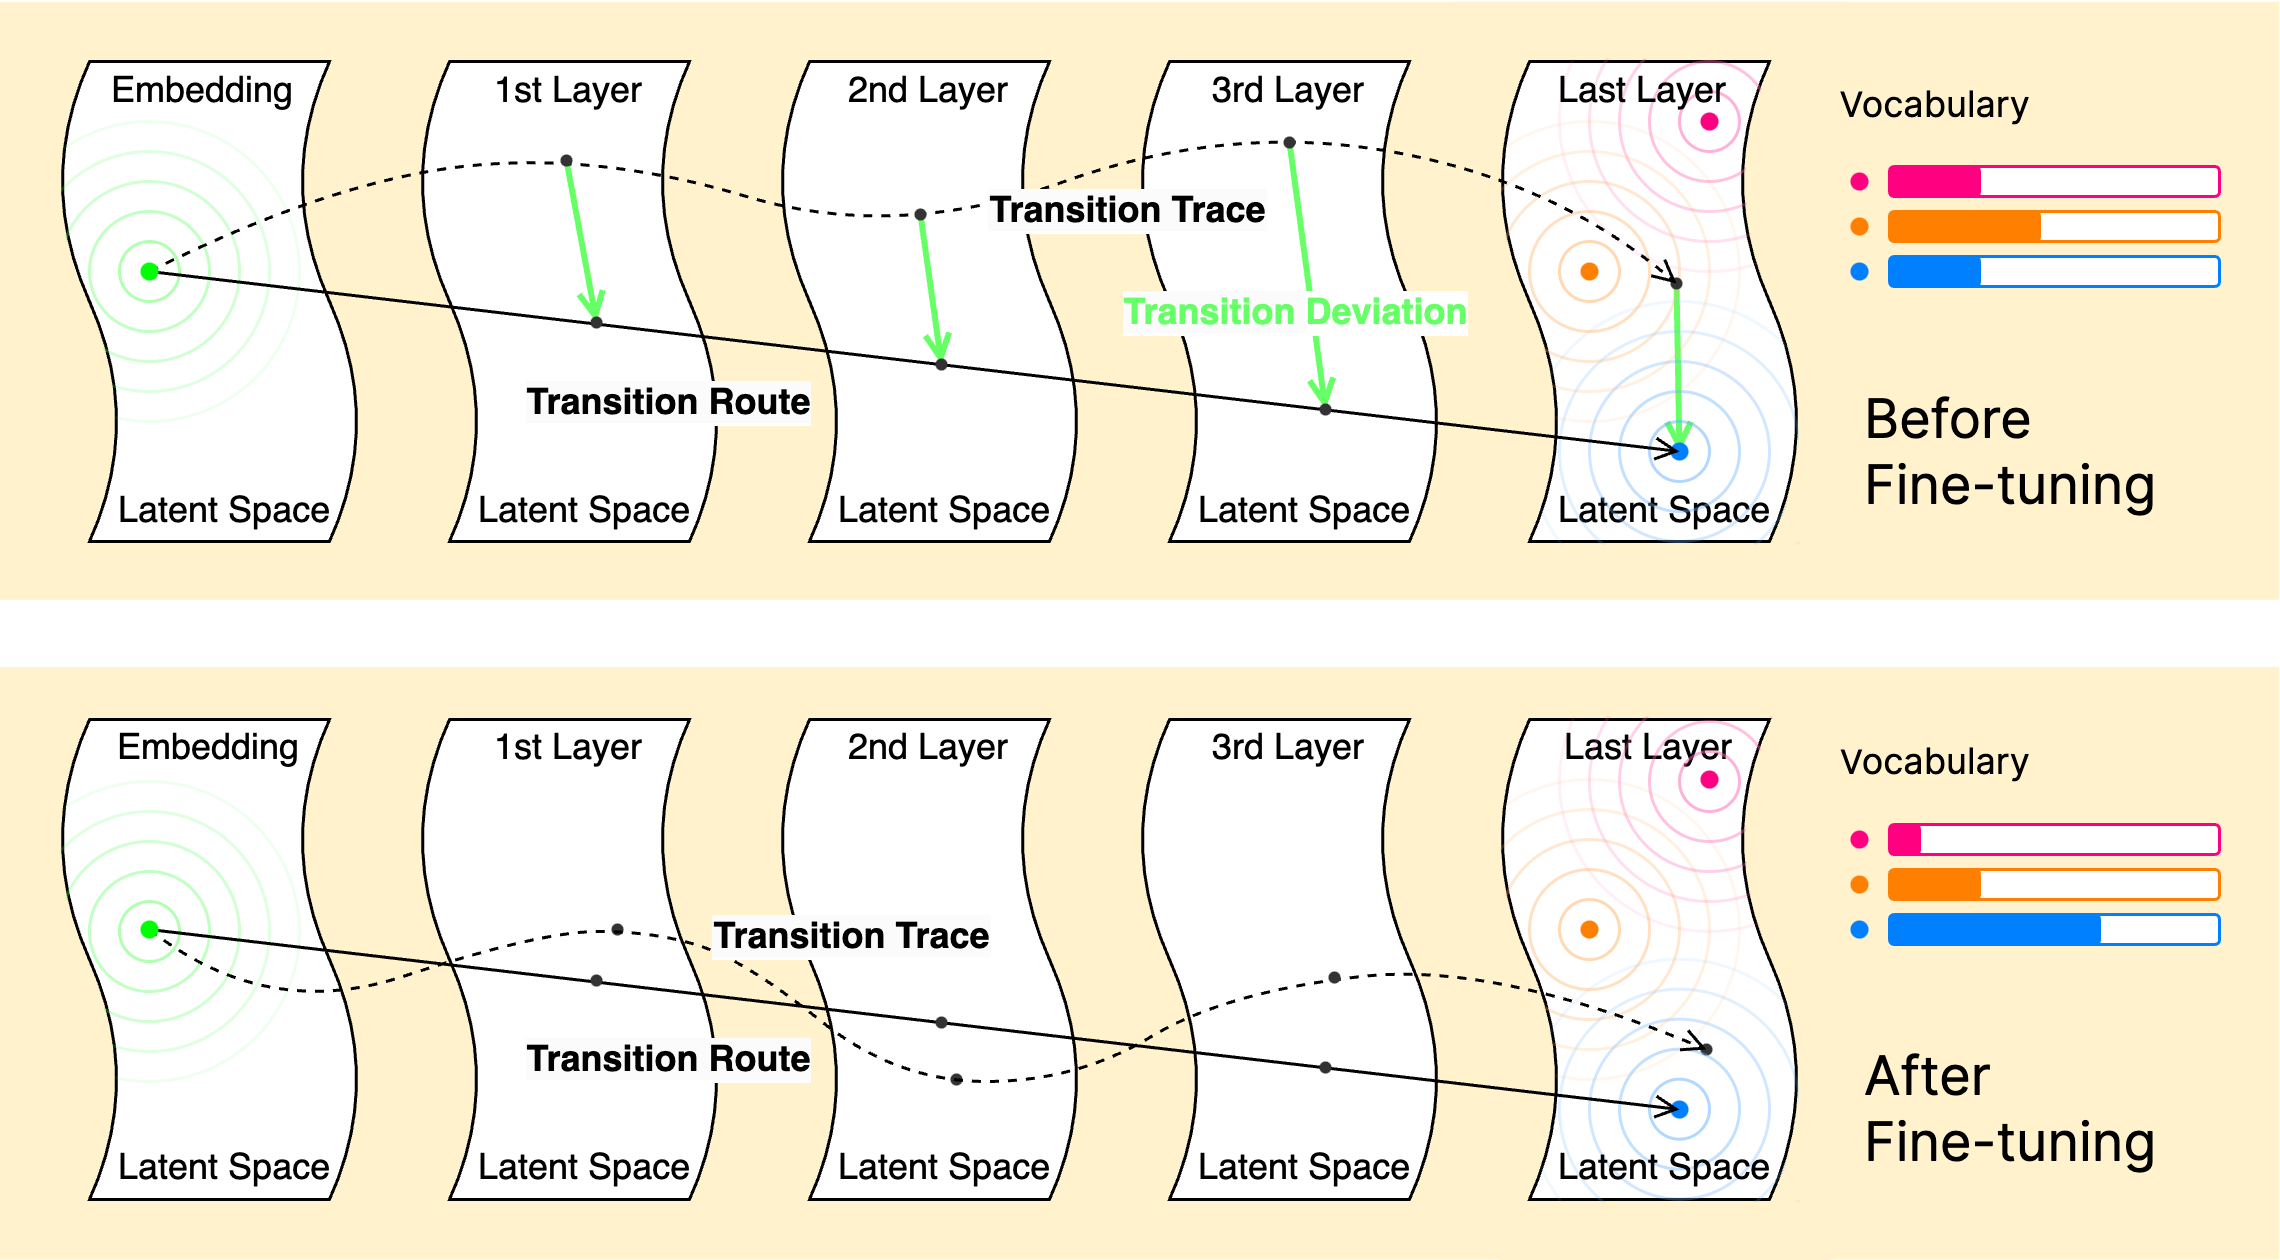 Embedding
1st Layer
2nd Layer
3rd Layer
Last Layer
Vocabulary
Transition Trace
Transition Deviation
Transition Route
Before
Fine-tuning
Latent Space
Latent Space
Latent Space
Latent Space
Latent Space
Embedding
1st Layer
2nd Layer
3rd Layer
Last Layer
Vocabulary
Transition Trace
Transition Route
After
Fine-tuning
Latent Space
Latent Space
Latent Space
Latent Space
Latent Space